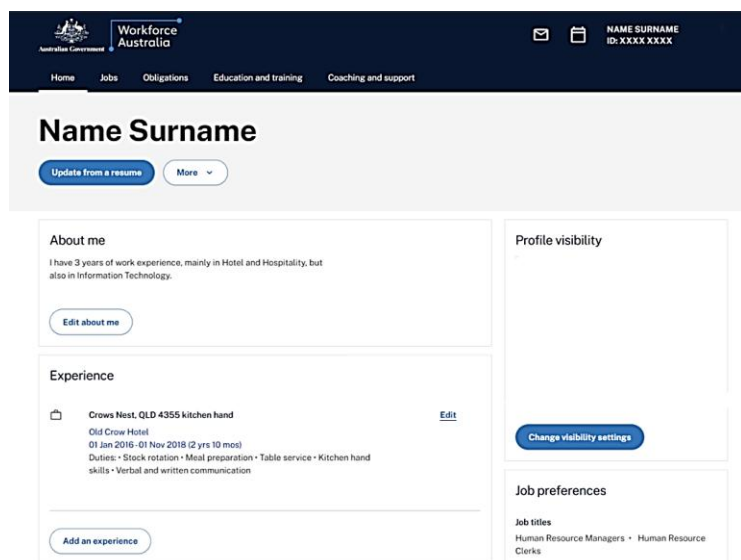 Australian Government
Workforce
Australia
NAME SURNAME
ID: XXXX XXXX
Home Jobs Obligations Education and training Coaching and support
Name Surname
Update from a resume More
About me
I have 3 years of work experience, mainly in Hotel and Hospitality, but
also in Information Technology.
Edit about me
Experience
Crows Nest, QLD 4355 kitchen hand Edit
Old Crow Hotel
01 Jan 2016-01 Nov 2018 (2 yrs 10 mos)
Duties: • Stock rotation • Meal preparation • Table service • Kitchen hand
skills • Verbal and written communication
Add an experience
Profile visibility
Change visibility settings
Job preferences
Job titles
Human Resource Managers • Human Resource
Clerks